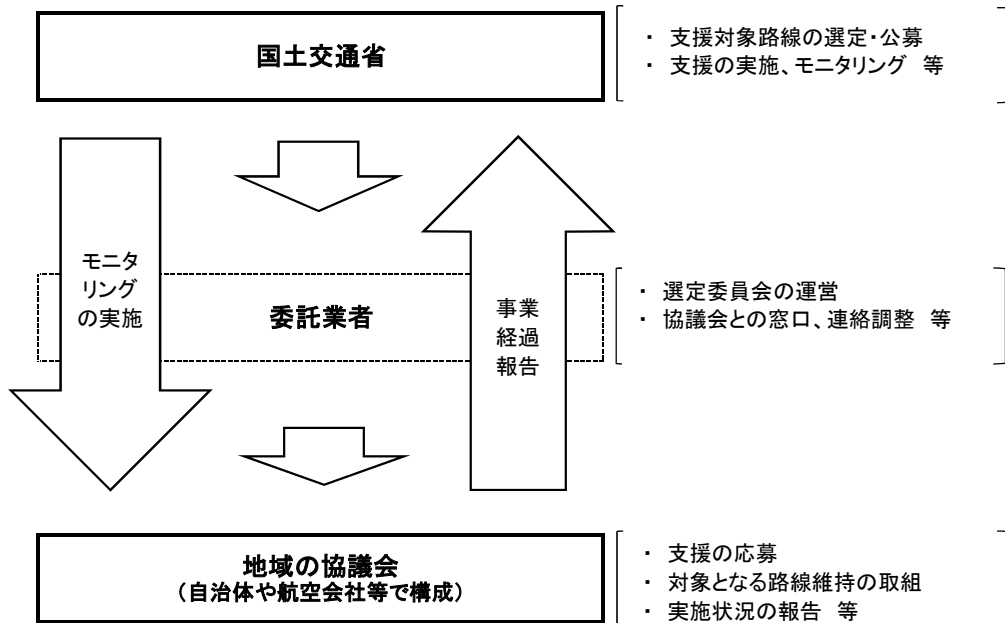 国土交通省
・ 支援対象路線の選定・公募
・ 支援の実施、モニタリング 等
モニタ
リング
の実施
委託業者
事業
経過
報告
・ 選定委員会の運営
・ 協議会との窓口、連絡調整 等
地域の協議会
（自治体や航空会社等で構成）
・ 支援の応募
・ 対象となる路線維持の取組
・ 実施状況の報告 等